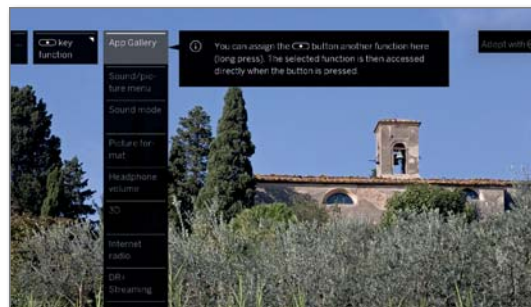 ...
key
function
App Gallery
You can assign the button another function here
(long press). The selected function is then accessed
directly when the button is pressed.
Adopt with
Sound/pic-
ture menu
Sound mode
Picture for-
mat
Headphone
volume
3D
Internet
radio
DR+
Streaming